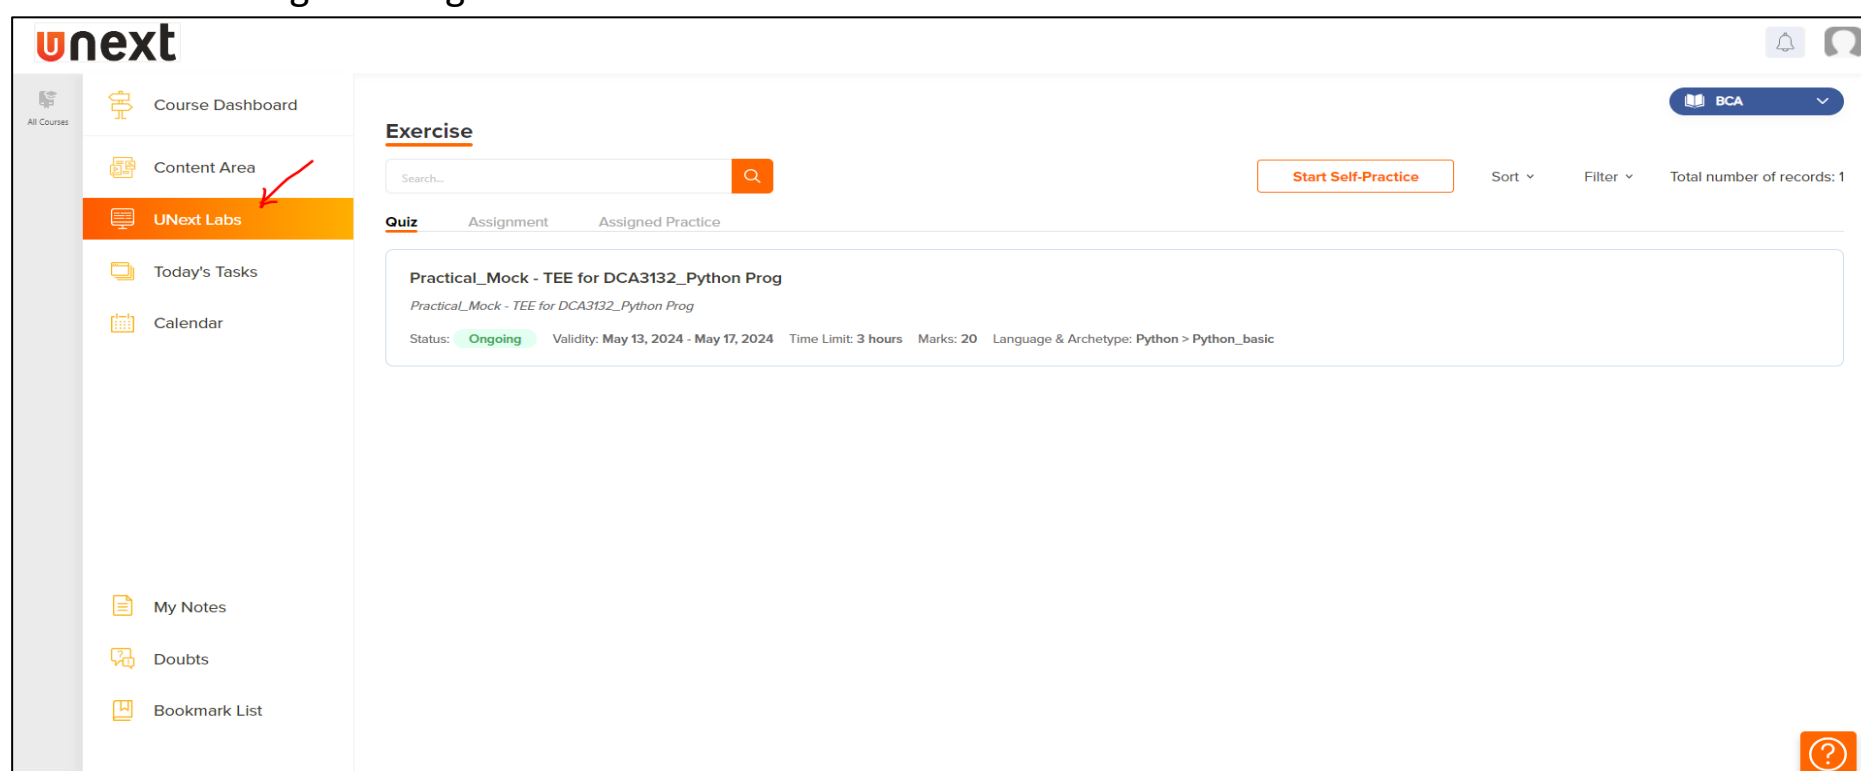 unext
All Courses
Course Dashboard
Content Area
UNext Labs
Today's Tasks
Calendar
My Notes
Doubts
Bookmark List
BCA
Exercise
Search...
Start Self-Practice Sort Filter Total number of records: 1
Quiz Assignment Assigned Practice
Practical_Mock - TEE for DCA3132_Python Prog
Practical_Mock - TEE for DCA3132_Python Prog
Status: Ongoing Validity: May 13, 2024 - May 17, 2024 Time Limit: 3 hours Marks: 20 Language & Archetype: Python > Python_basic
?